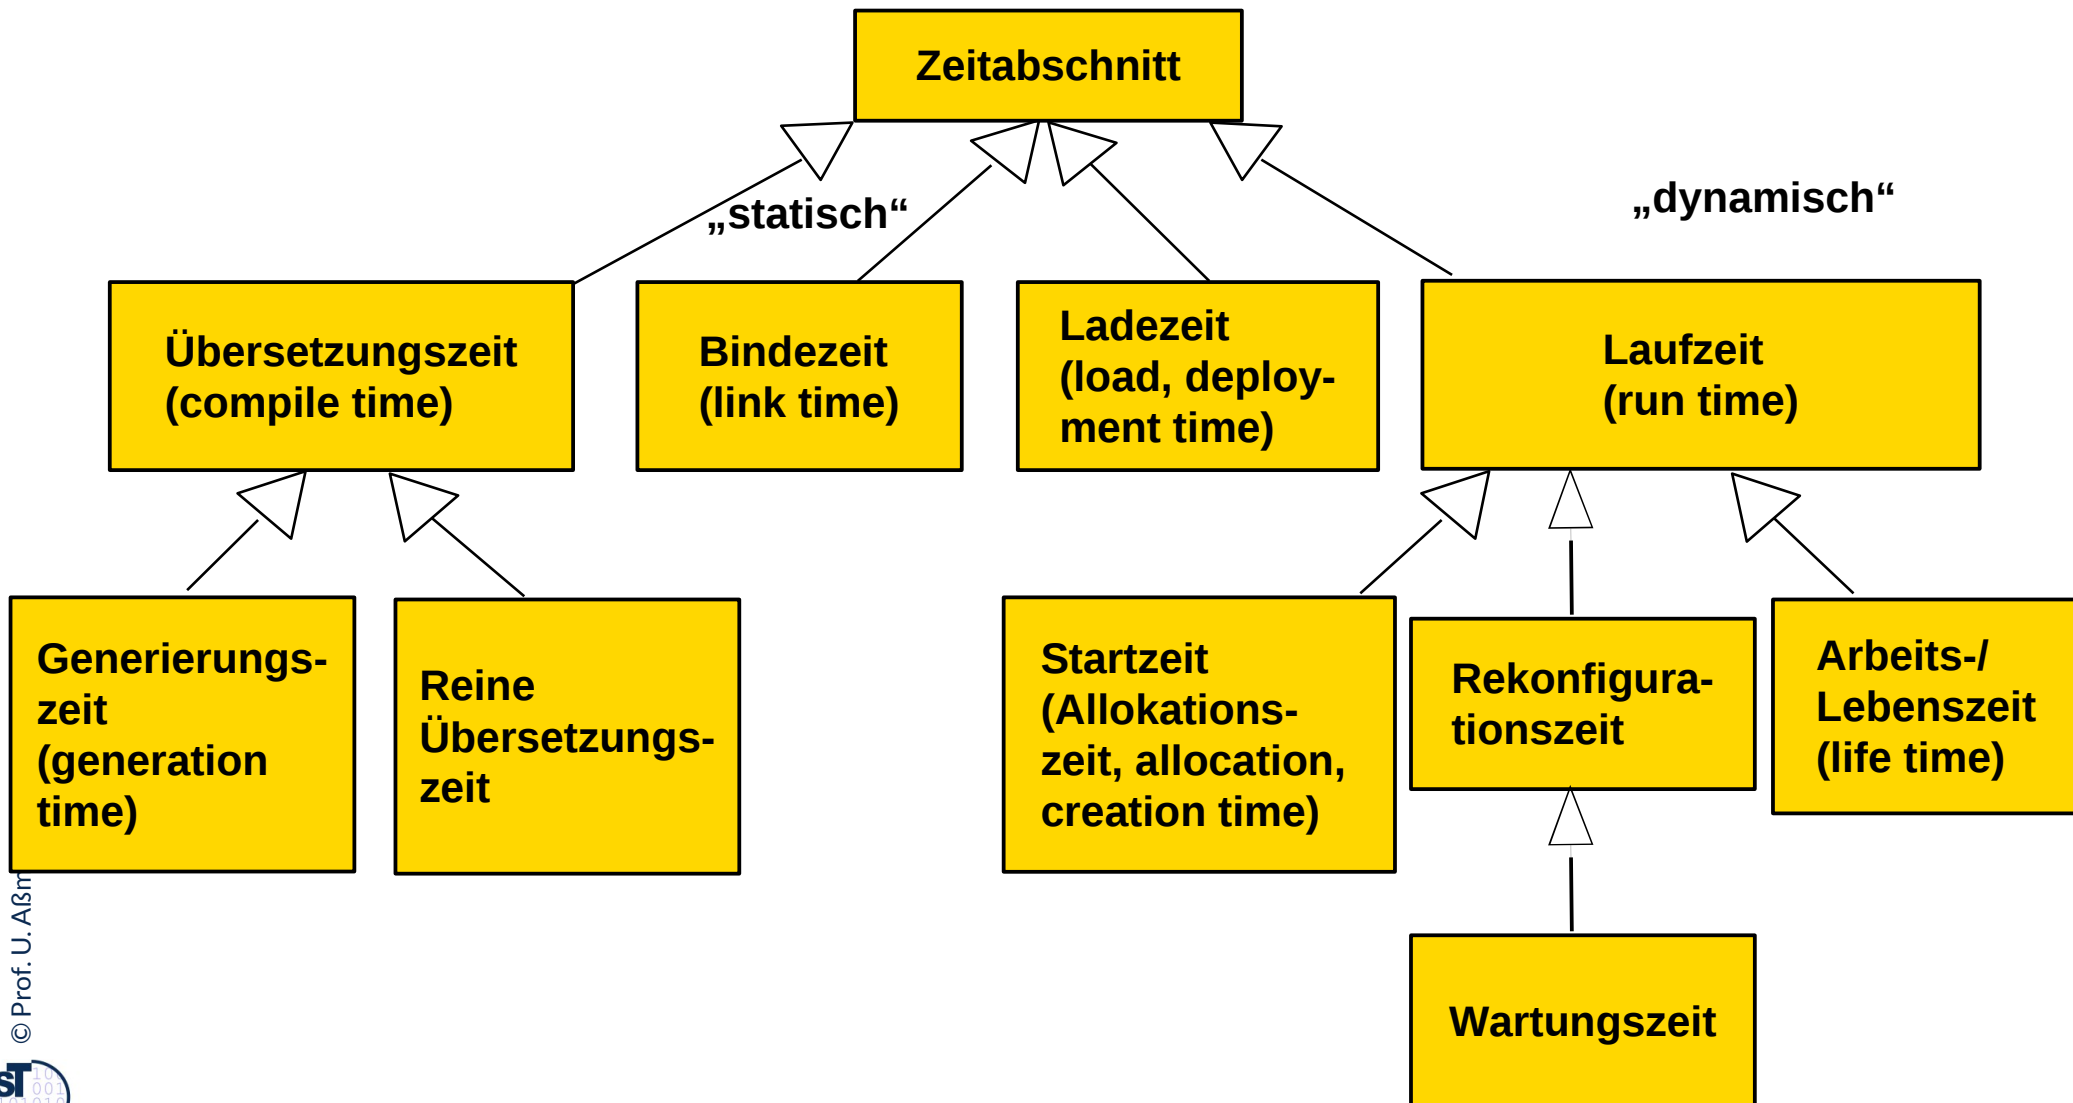 Zeitabschnitt
„statisch“
„dynamisch“
Übersetzungszeit
(compile time)
Bindezeit
(link time)
Ladezeit
(load, deploy-
ment time)
Laufzeit
(run time)
Generierungs-
zeit
(generation
time)
Reine
Übersetzungs-
zeit
Startzeit
(Allokations-
zeit, allocation,
creation time)
Rekonfigura-
tionszeit
Arbeits-/
Lebenszeit
(life time)
Wartungszeit
© Prof. U.